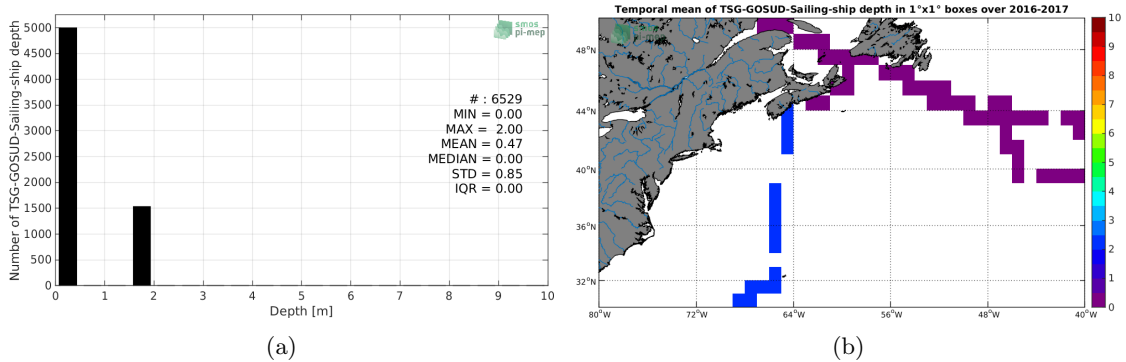 smos
pi-mep
Number of TSG-GOSUD-Sailing-ship depth
5000
4500
4000
3500
3000
2500
2000
1500
1000
500
0
# : 6529
MIN = 0.00
MAX = 2.00
MEAN = 0.47
MEDIAN = 0.00
STD = 0.85
IQR = 0.00
0 1 2 3 4 5 6 7 8 9 10
Depth [m]
(a)
Temporal mean of TSG-GOSUD-Sailing-ship depth in 1°x1° boxes over 2016-2017
smos
pi-mep
48°N
44°N
40°N
36°N
32°N
80°W 72°W 64°W 56°W 48°W 40°W
10
9
8
7
6
5
4
3
2
1
0
(b)